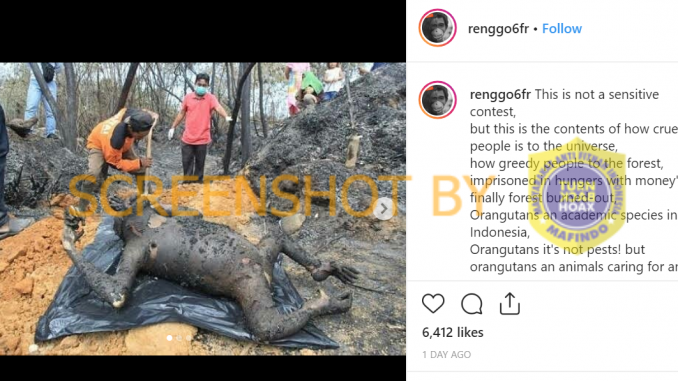 renggo6fr • Follow
renggo6fr This is not a sensitive
contest,
but this is the contents of how crue
people is to the universe,
how greedy people to the forest,
imprisoned in hungers with money'
finally forest burned-out,
Orangutans an academic species in
Indonesia,
Orangutans it's not pests! but
orangutans an animals caring for an
SCREENSHOT BY
TURN BACK
HOAX
MAFINDO
6,412 likes
1 DAY AGO